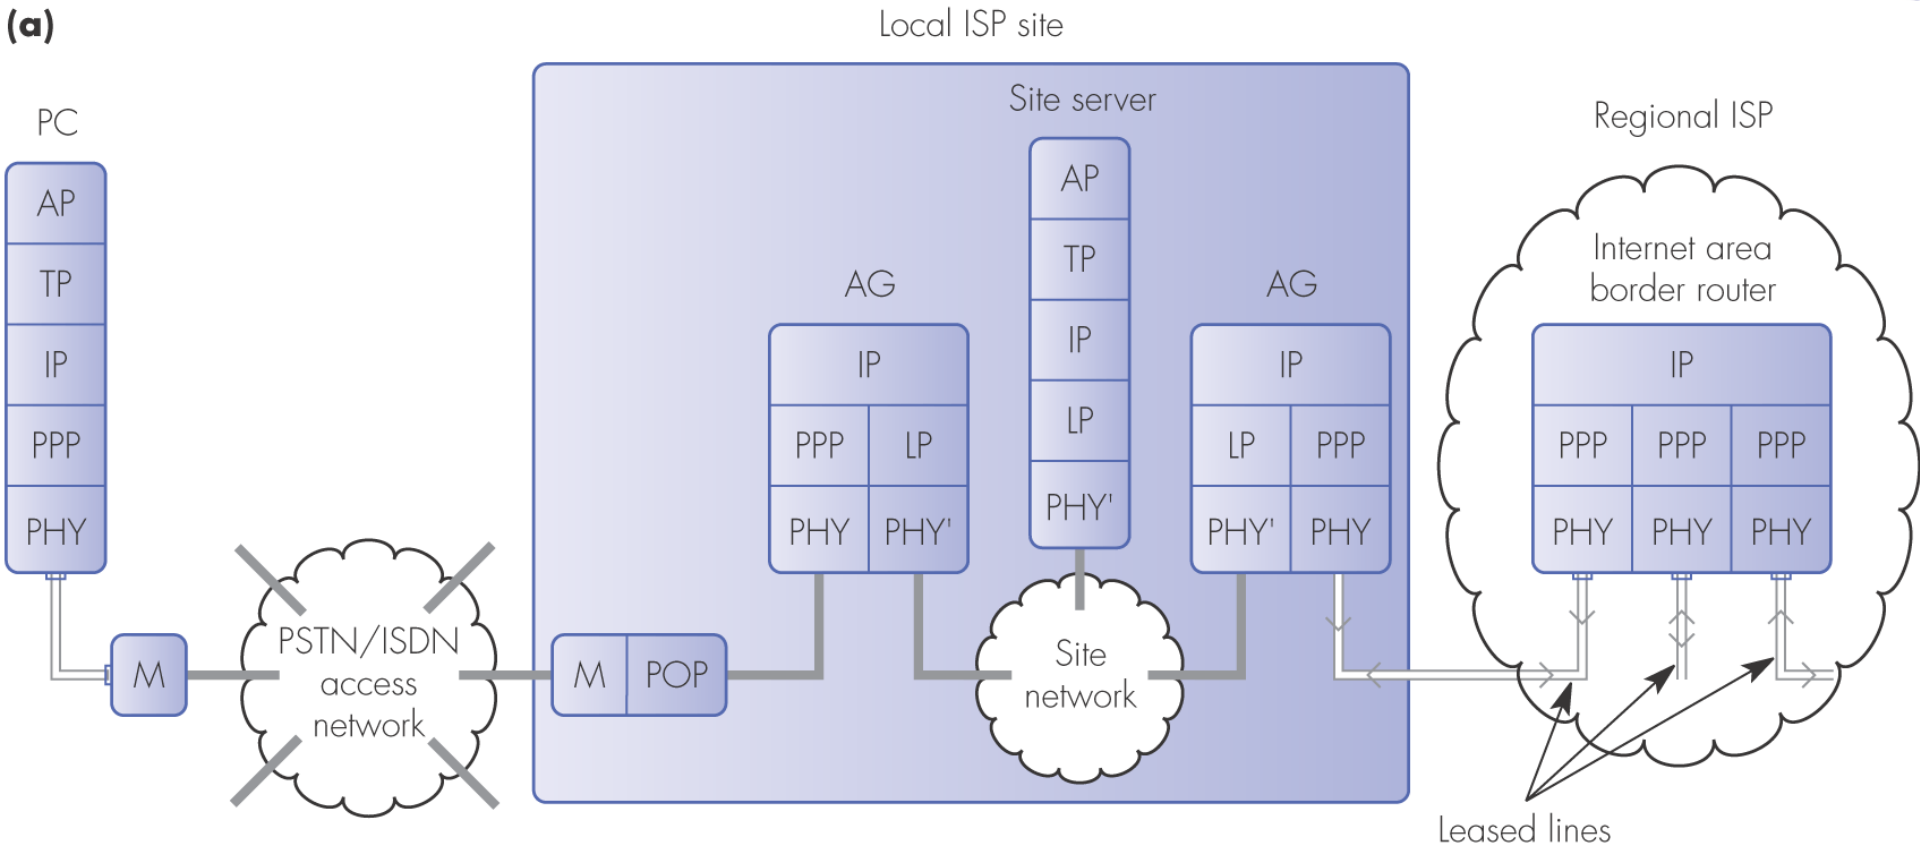 (a)
Local ISP site
PC
AP
TP
IP
PPP
PHY
M
PSTN/ISDN
access
network
M
POP
AG
IP
PPP
LP
PHY
PHY'
Site server
AP
TP
IP
LP
PHY'
Site
network
AG
IP
LP
PPP
PHY'
PHY
Regional ISP
Internet area
border router
IP
PPP
PPP
PPP
PHY
PHY
PHY
Leased lines